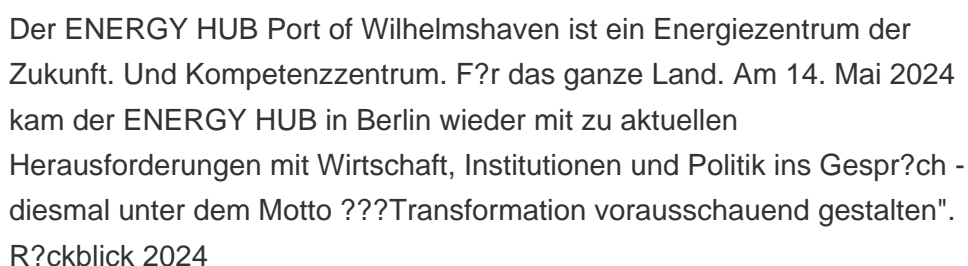 Der ENERGY HUB Port of Wilhelmshaven ist ein Energiezentrum der
Zukunft. Und Kompetenzzentrum. F?r das ganze Land. Am 14. Mai 2024
kam der ENERGY HUB in Berlin wieder mit zu aktuellen
Herausforderungen mit Wirtschaft, Institutionen und Politik ins Gespr?ch -
diesmal unter dem Motto ???Transformation vorausschauend gestalten".
R?ckblick 2024